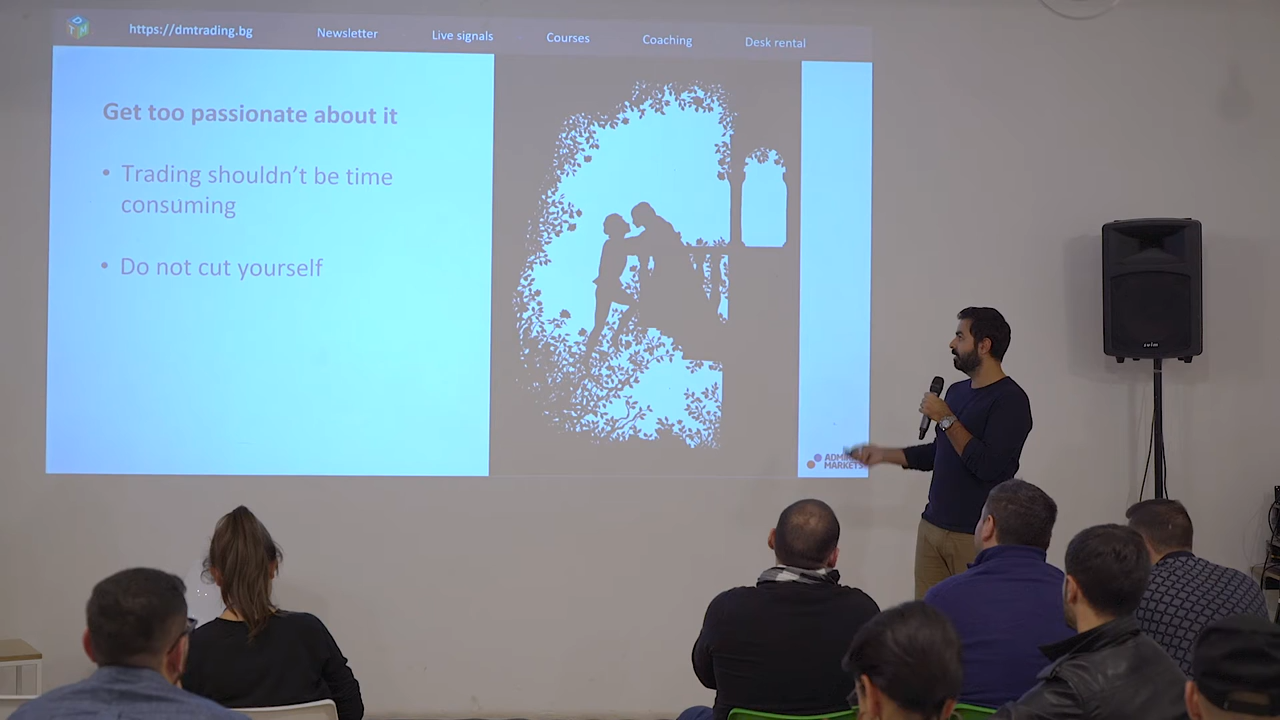 https://dmtrading.bg Newsletter Live signals Courses Coaching Desk rental
Get too passionate about it
• Trading shouldn't be time
consuming
• Do not cut yourself
MARKETS